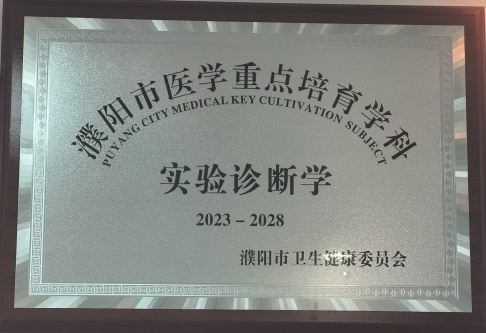 濮阳市医学重点培育学科
PUYANG CITY MEDICAL KEY CULTIVATION SUBJECT
实验诊断学
2023－2028
濮阳市卫生健康委员会